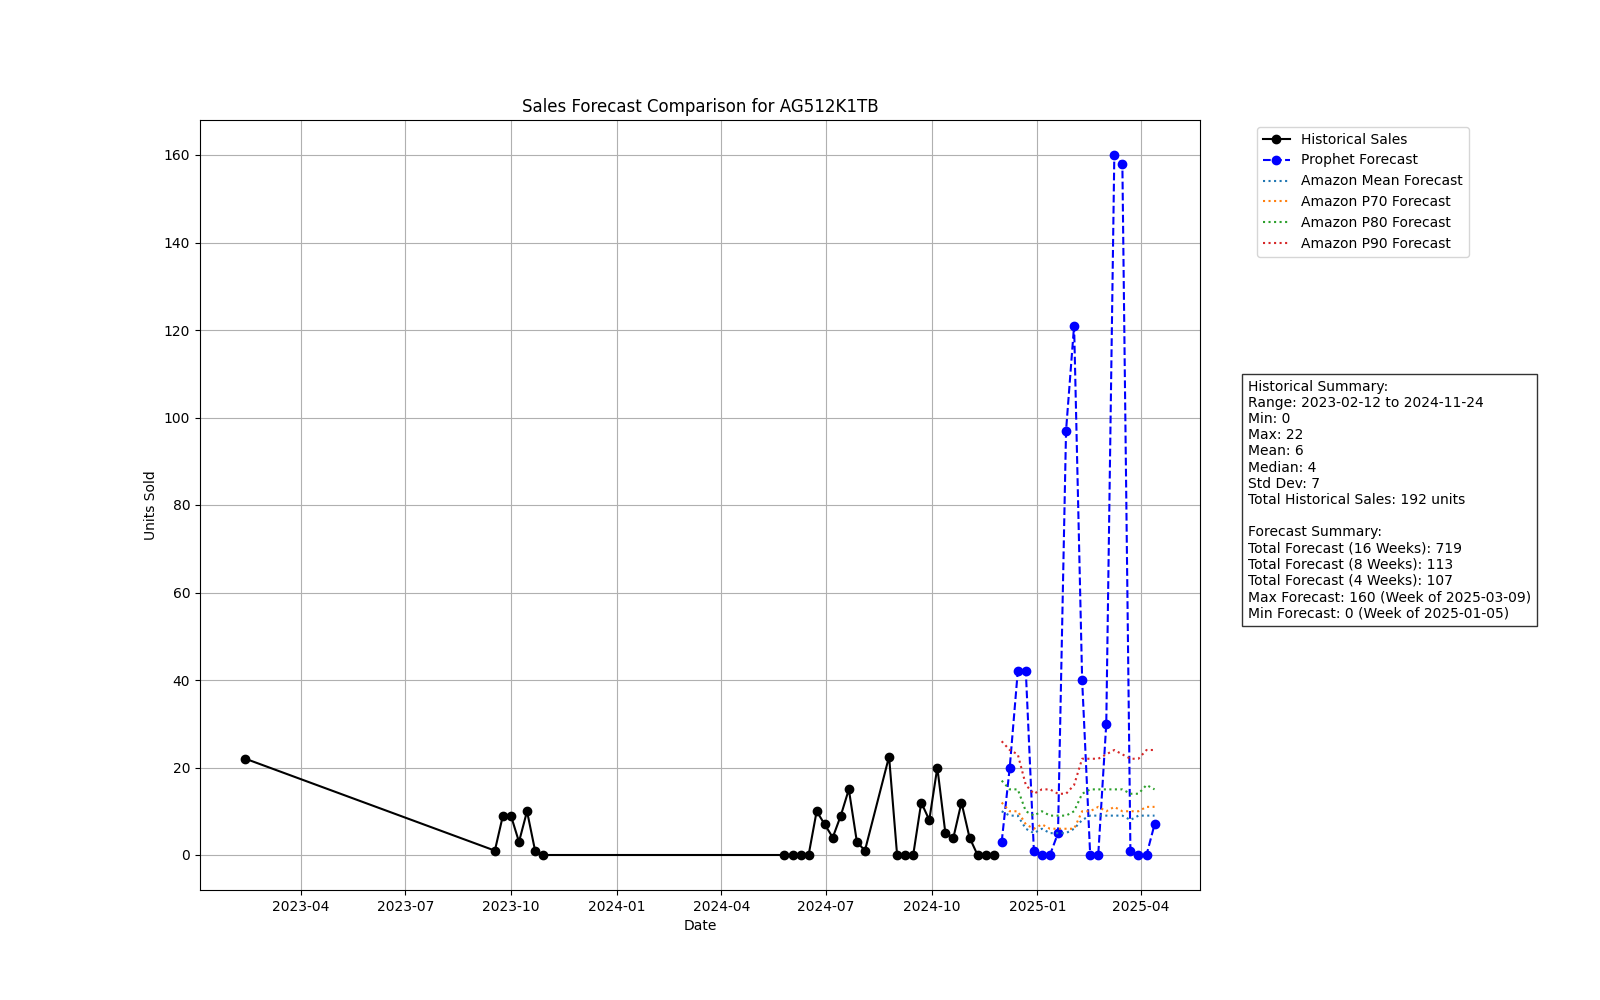 Sales Forecast Comparison for AG512K1TB
160
140
120
100
80
60
40
20
0
Units Sold
2023-04
2023-07
2023-10
2024-01
2024-04
2024-07
2024-10
2025-01
2025-04
Date
Historical Sales
Prophet Forecast
Amazon Mean Forecast
Amazon P70 Forecast
Amazon P80 Forecast
Amazon P90 Forecast
Historical Summary:
Range: 2023-02-12 to 2024-11-24
Min: 0
Max: 22
Mean: 6
Median: 4
Std Dev: 7
Total Historical Sales: 192 units
Forecast Summary:
Total Forecast (16 Weeks): 719
Total Forecast (8 Weeks): 113
Total Forecast (4 Weeks): 107
Max Forecast: 160 (Week of 2025-03-09)
Min Forecast: 0 (Week of 2025-01-05)